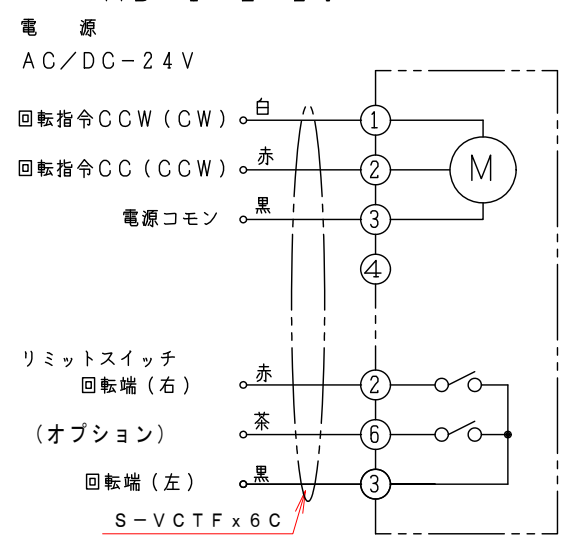 電 源
AC/DC-24V
回転指令CCW(CW) 白 1
回転指令CC(CCW) 赤 2 M
電源コモン 黒 3
4
リミットスイッチ
回転端(右) 赤 2
(オプション) 茶 6
回転端(左) 黒 3
S-VCTFx6C